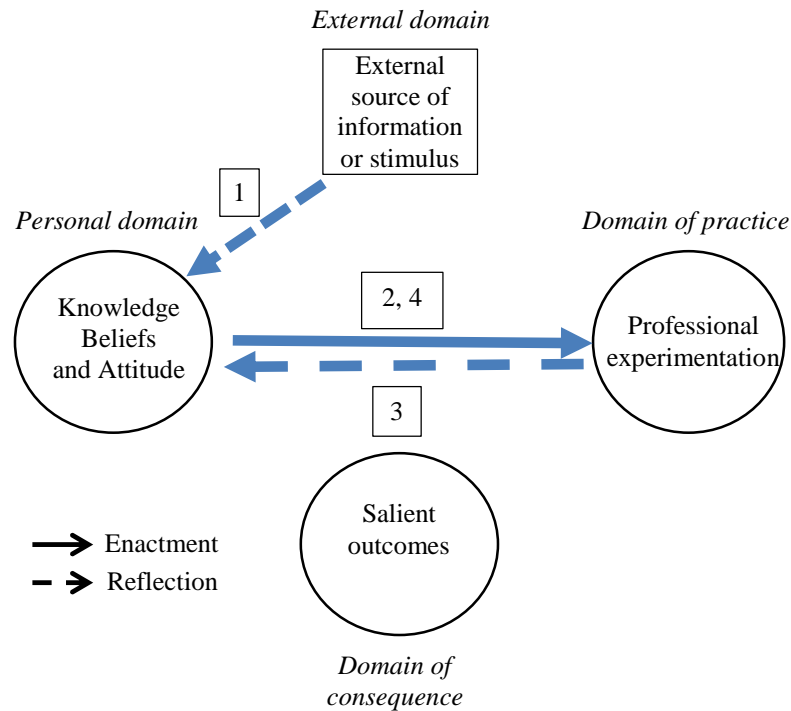 External domain
External
source of
information
or stimulus
1
Personal domain
Domain of practice
Knowledge
Beliefs
and Attitude
2, 4
Professional
experimentation
3
Salient
outcomes
Enactment
Reflection
Domain of
consequence